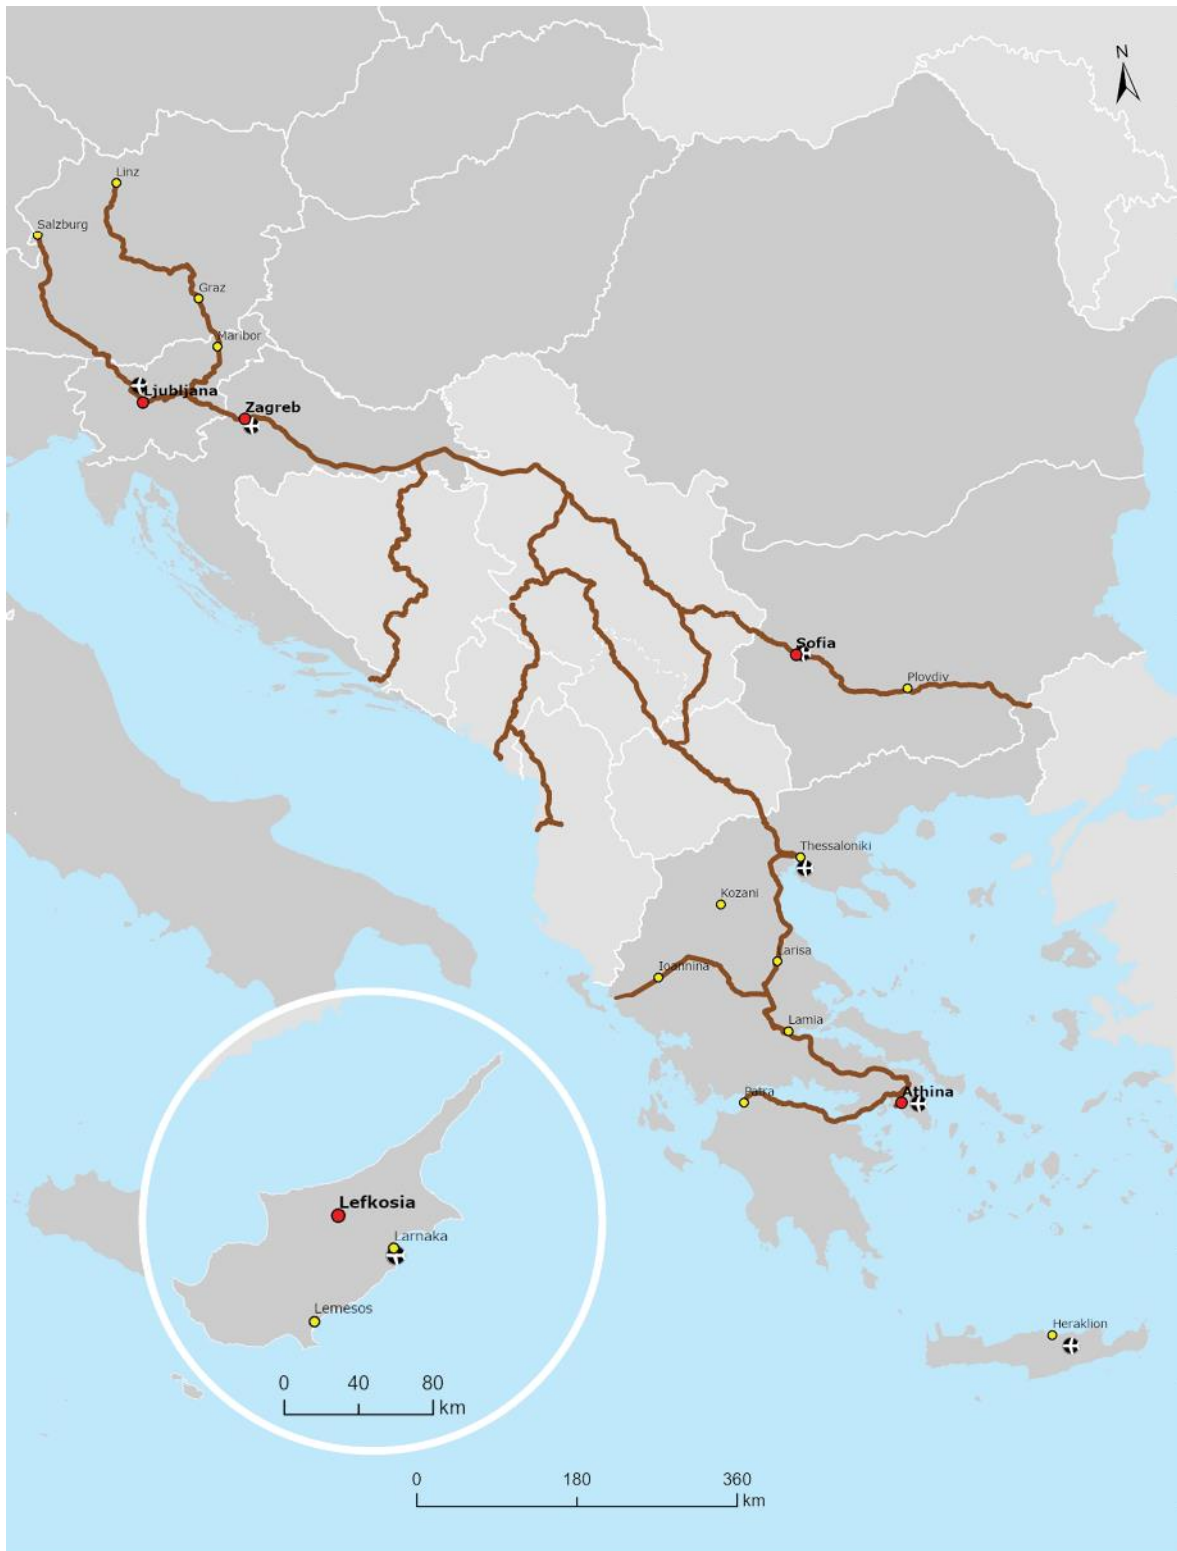 N
Linz
Salzburg
Graz
Maribor
Ljubljana
Zagreb
Sofia
Plovdiv
Thessaloniki
Kozani
Larisa
Ioannina
Lamia
Patra
Athina
Lefkosia
Larnaka
Lemesos
Heraklion
0 40 80
km
0 180 360
km